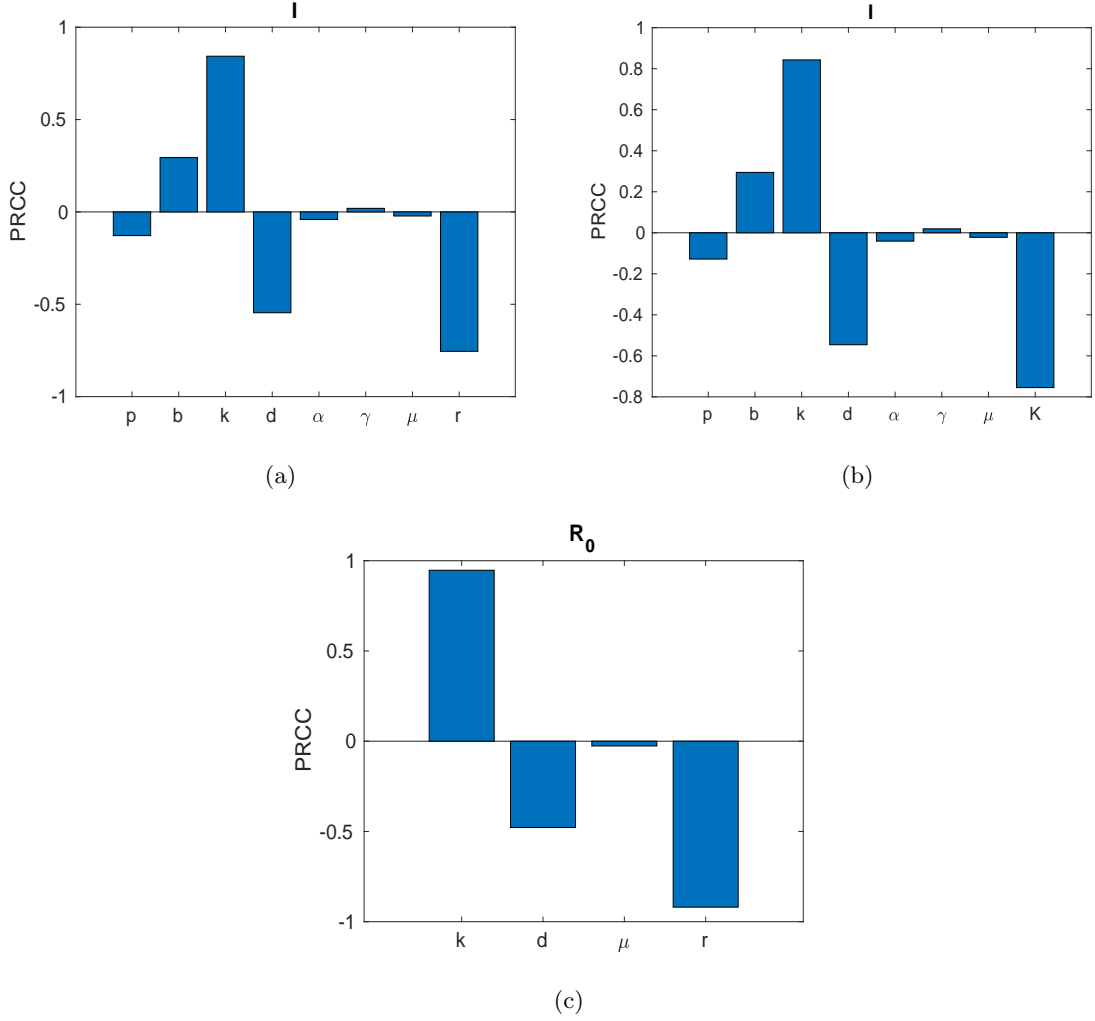 I
1
0.5
0
-0.5
-1
PRCC
p b k d α γ μ r
(a)
I
1
0.8
0.6
0.4
0.2
0
-0.2
-0.4
-0.6
-0.8
PRCC
p b k d α γ μ K
(b)
R0
1
0.5
0
-0.5
-1
PRCC
k d μ r
(c)